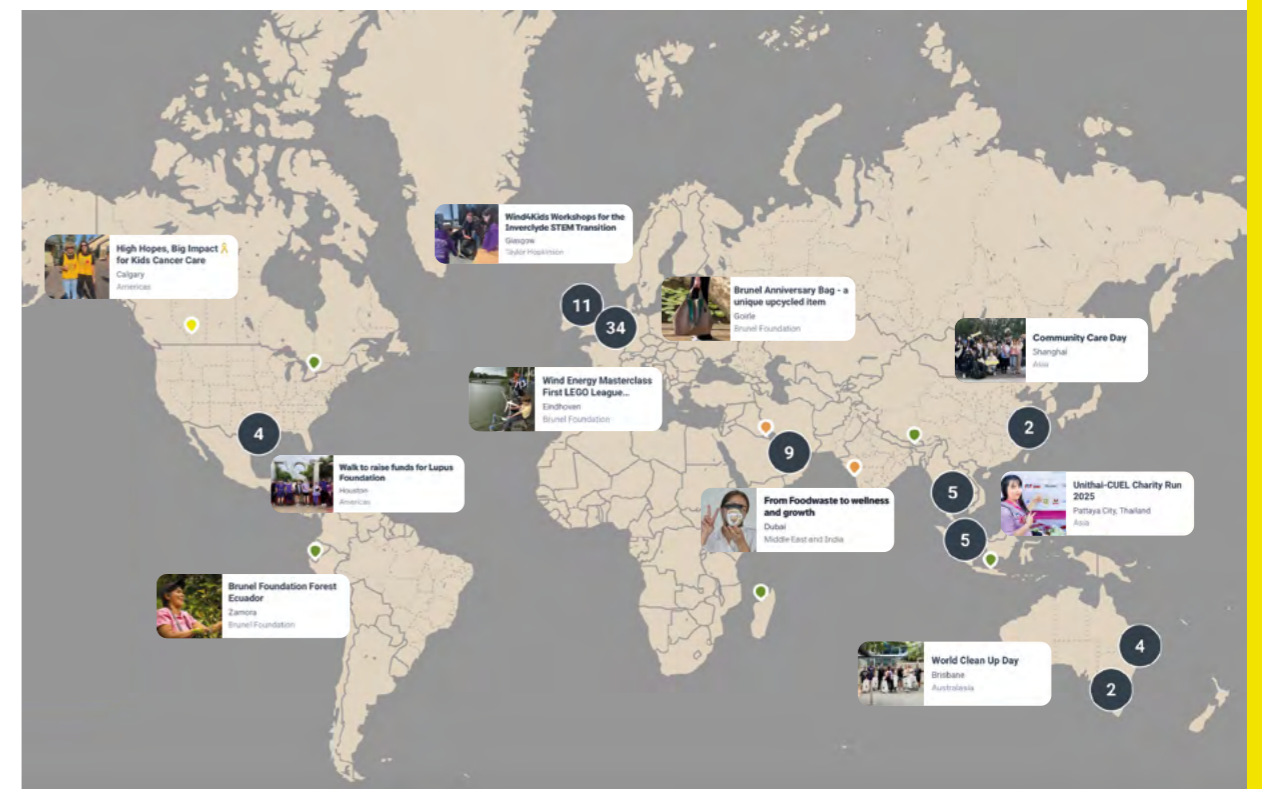 Wind4Kids Workshops for the
Inverclyde STEM Transition
Glasgow
Taylor Hopkinson
High Hopes, Big Impact 🎗
for Kids Cancer Care
Calgary
Americas
11
34
Brunel Anniversary Bag - a
unique upcycled item
Goirle
Brunel Foundation
Community Care Day
Shanghai
Asia
Wind Energy Masterclass
First LEGO League...
Eindhoven
Brunel Foundation
4
2
9
Walk to raise funds for Lupus
Foundation
Houston
Americas
5
Unithai-CUEL Charity Run
2025
Pattaya City, Thailand
Asia
From Foodwaste to wellness
and growth
Dubai
Middle East and India
5
Brunel Foundation Forest
Ecuador
Zamora
Brunel Foundation
4
World Clean Up Day
Brisbane
Australasia
2